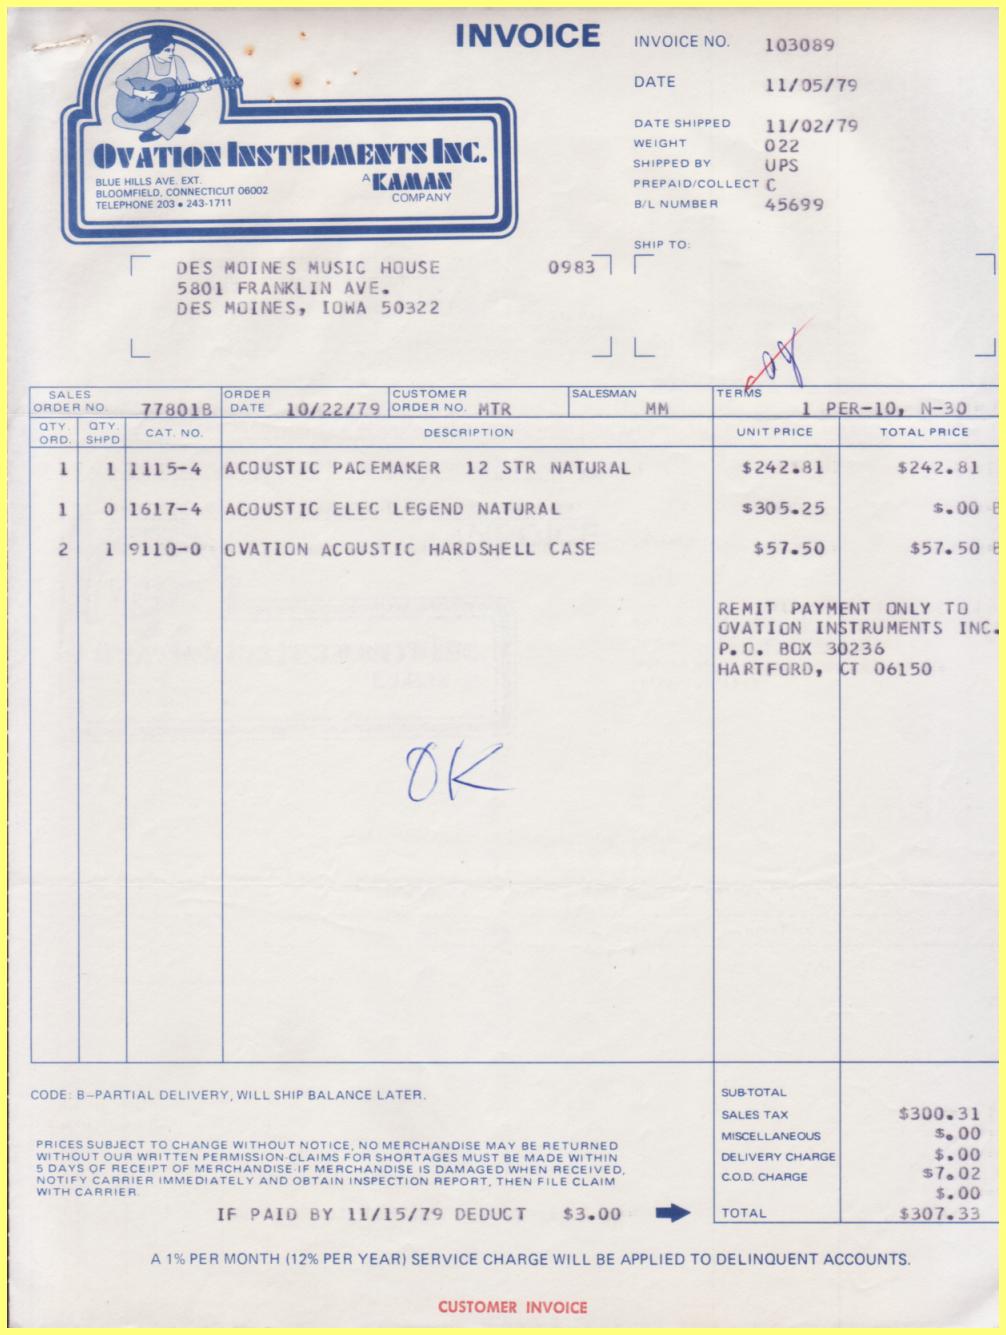 INVOICE
INVOICE NO. 103089
DATE 11/05/79
DATE SHIPPED 11/02/79
WEIGHT 022
SHIPPED BY UPS
PREPAID/COLLECT C
B/L NUMBER 45699
OVATION INSTRUMENTS INC.
BLUE HILLS AVE. EXT.
BLOOMFIELD, CONNECTICUT 06002
TELEPHONE 203 • 243-1711
A KAMAN
COMPANY
SHIP TO:
DES MOINES MUSIC HOUSE 0983
5801 FRANKLIN AVE.
DES MOINES, IOWA 50322
SALES ORDER NO. 77801B ORDER DATE 10/22/79 CUSTOMER ORDER NO. MTR SALESMAN MM TERMS 1 PER-10, N-30
QTY. ORD. QTY. SHPD CAT. NO. DESCRIPTION UNIT PRICE TOTAL PRICE
1 1 1115-4 ACOUSTIC PACEMAKER 12 STR NATURAL $242.81 $242.81
1 0 1617-4 ACOUSTIC ELEC LEGEND NATURAL $305.25 $.00
2 1 9110-0 OVATION ACOUSTIC HARDSHELL CASE $57.50 $57.50
REMIT PAYMENT ONLY TO
OVATION INSTRUMENTS INC.
P.O. BOX 30236
HARTFORD, CT 06150
OK
CODE: B-PARTIAL DELIVERY, WILL SHIP BALANCE LATER.
PRICES SUBJECT TO CHANGE WITHOUT NOTICE, NO MERCHANDISE MAY BE RETURNED
WITHOUT OUR WRITTEN PERMISSION-CLAIMS FOR SHORTAGES MUST BE MADE WITHIN
5 DAYS OF RECEIPT OF MERCHANDISE-IF MERCHANDISE IS DAMAGED WHEN RECEIVED,
NOTIFY CARRIER IMMEDIATELY AND OBTAIN INSPECTION REPORT, THEN FILE CLAIM
WITH CARRIER.
SUB-TOTAL
SALES TAX $300.31
MISCELLANEOUS $.00
DELIVERY CHARGE $.00
C.O.D. CHARGE $7.02
$.00
IF PAID BY 11/15/79 DEDUCT $3.00 TOTAL $307.33
A 1% PER MONTH (12% PER YEAR) SERVICE CHARGE WILL BE APPLIED TO DELINQUENT ACCOUNTS.
CUSTOMER INVOICE